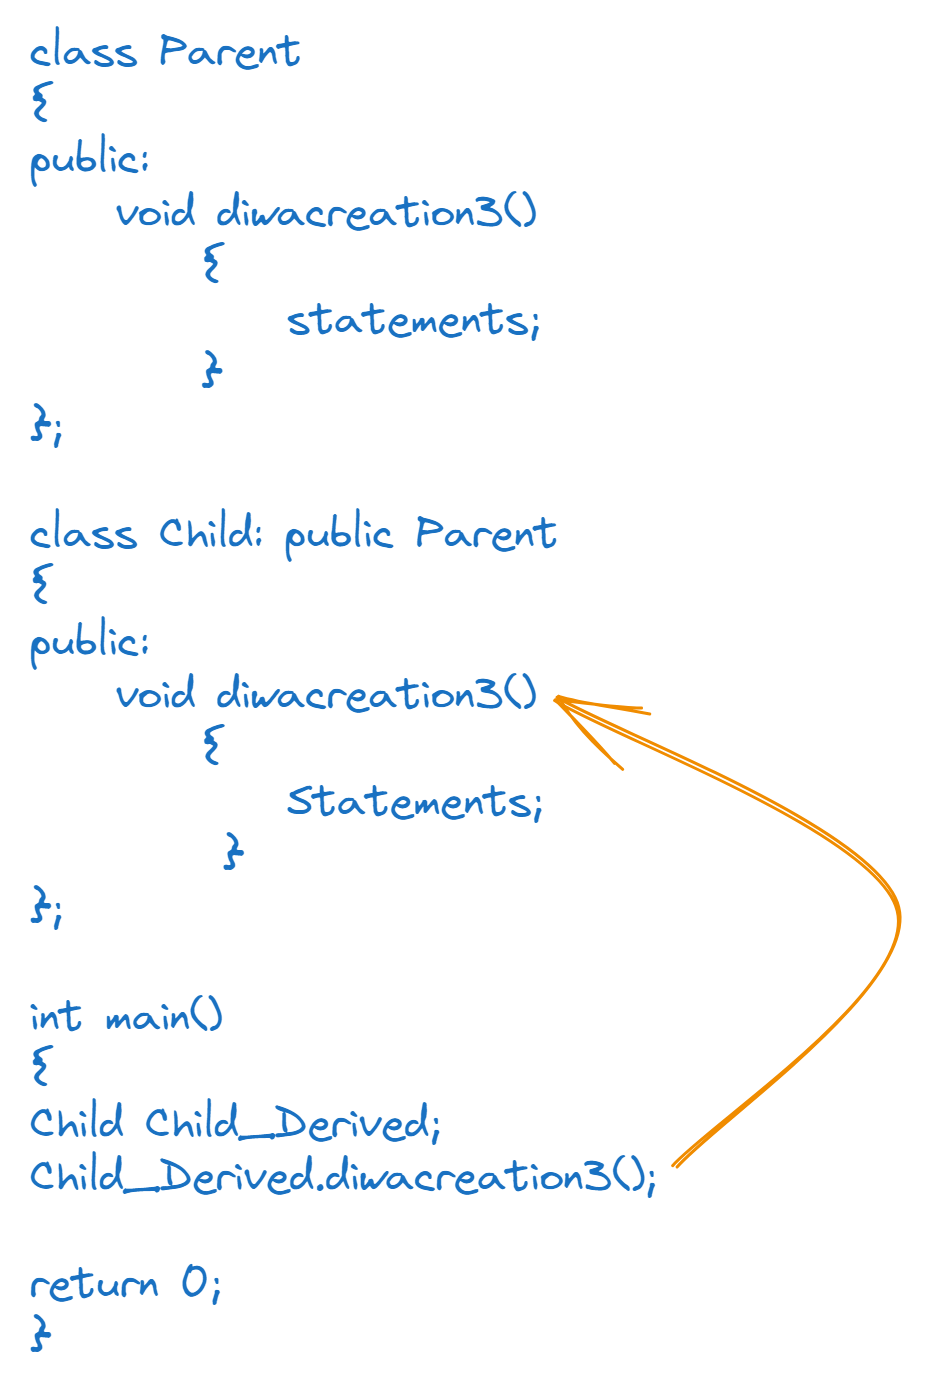 class Parent
{
public:
void diwacreation3()
{
statements;
}
};
class Child: public Parent
{
public:
void diwacreation3()
{
Statements;
}
};
int main()
{
Child Child_Derived;
Child_Derived.diwacreation3();
return 0;
}